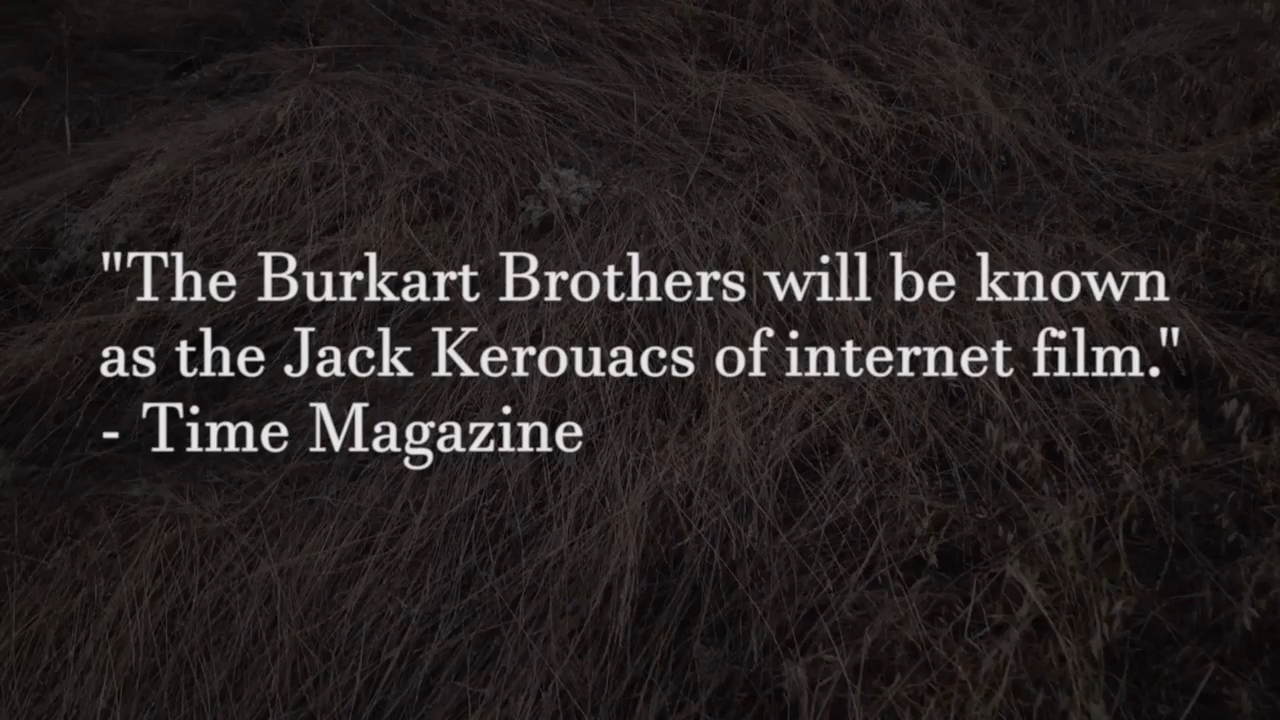 "The Burkart Brothers will be known
as the Jack Kerouacs of internet film."
- Time Magazine